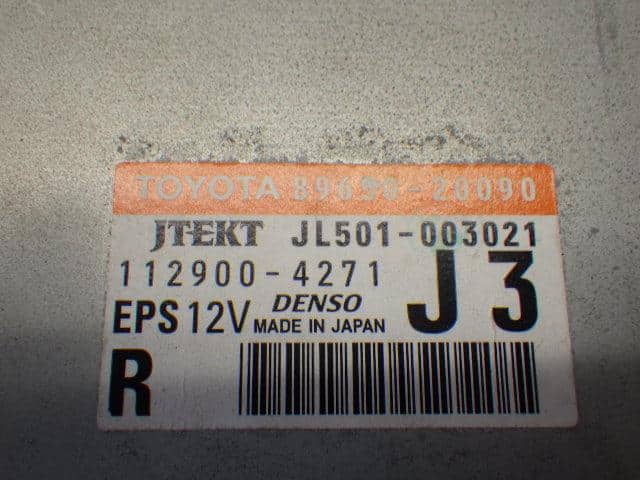 TOYOTA 89650-20090
JTEKT JL501-003021
112900-4271 J3
EPS 12V DENSO
MADE IN JAPAN
R